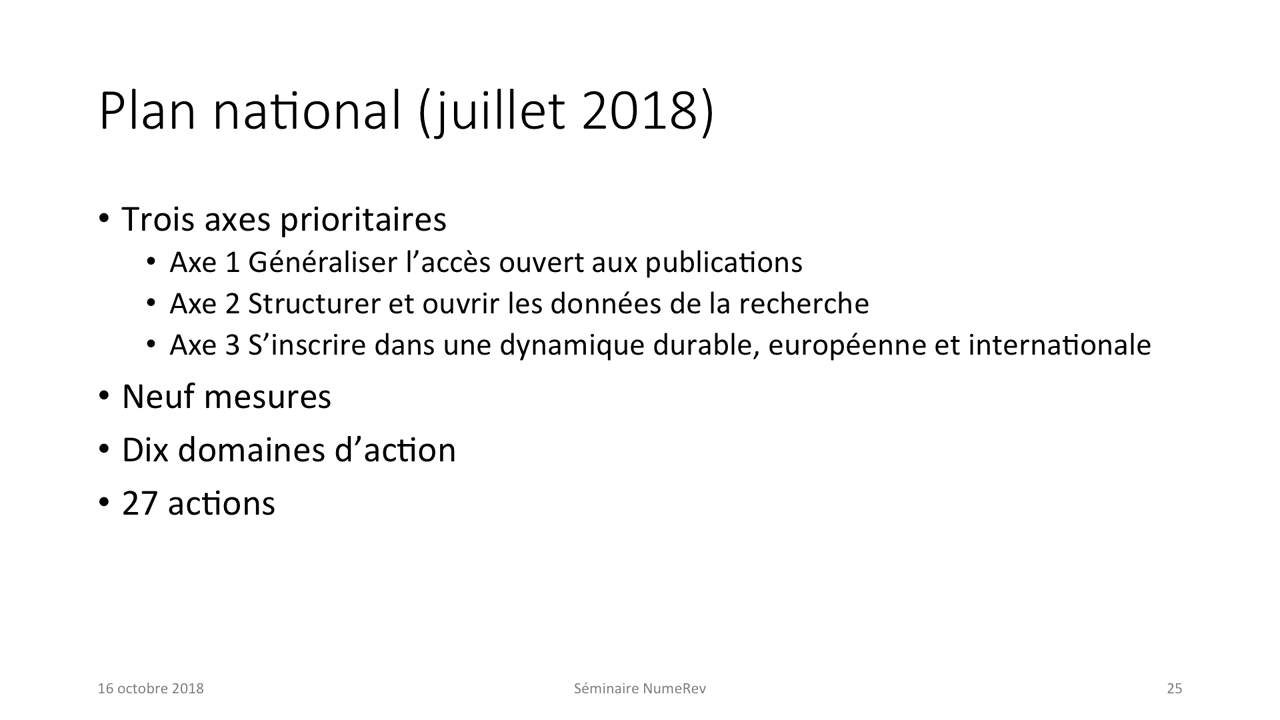 Plan national (juillet 2018)
• Trois axes prioritaires
• Axe 1 Généraliser l’accès ouvert aux publications
• Axe 2 Structurer et ouvrir les données de la recherche
• Axe 3 S’inscrire dans une dynamique durable, européenne et internationale
• Neuf mesures
• Dix domaines d’action
• 27 actions
16 octobre 2018
Séminaire NumeRev
25